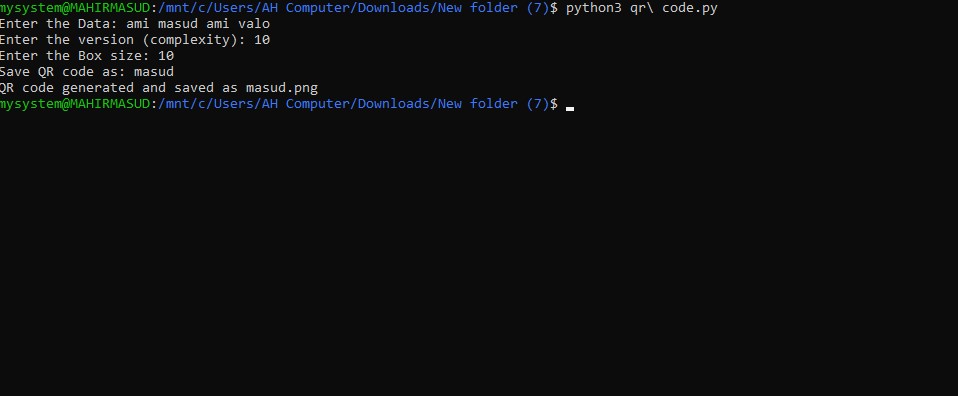 mysystem@MAHIRMASUD:/mnt/c/Users/AH Computer/Downloads/New folder (7)$ python3 qr\ code.py
Enter the Data: ami masud ami valo
Enter the version (complexity): 10
Enter the Box size: 10
Save QR code as: masud
QR code generated and saved as masud.png
mysystem@MAHIRMASUD:/mnt/c/Users/AH Computer/Downloads/New folder (7)$